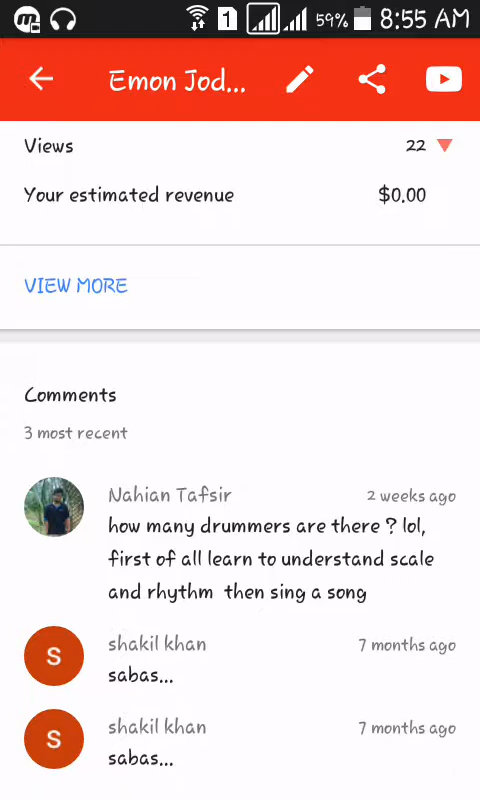 1 59% 8:55 AM
Emon Jod...
Views 22
Your estimated revenue $0.00
VIEW MORE
Comments
3 most recent
Nahian Tafsir 2 weeks ago
how many drummers are there ? lol,
first of all learn to understand scale
and rhythm then sing a song
S shakil khan 7 months ago
sabas...
S shakil khan 7 months ago
sabas...